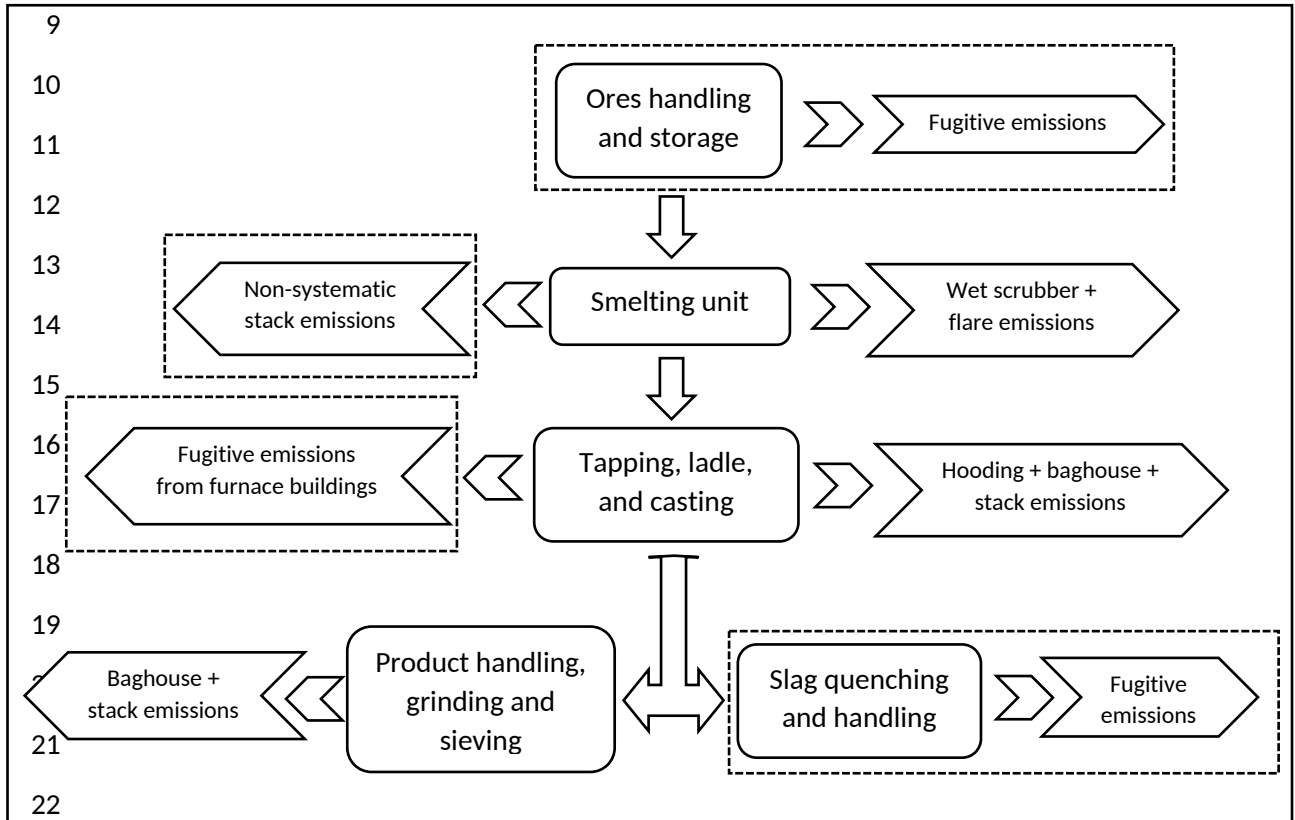 9
10
Ores handling
and storage
Fugitive emissions
11
12
13
Non-systematic
stack emissions
Smelting unit
Wet scrubber +
flare emissions
14
15
16
Fugitive emissions
from furnace buildings
Tapping, ladle,
and casting
Hooding + baghouse +
stack emissions
17
18
19
Baghouse +
stack emissions
Product handling,
grinding and
sieving
Slag quenching
and handling
Fugitive
emissions
21
22